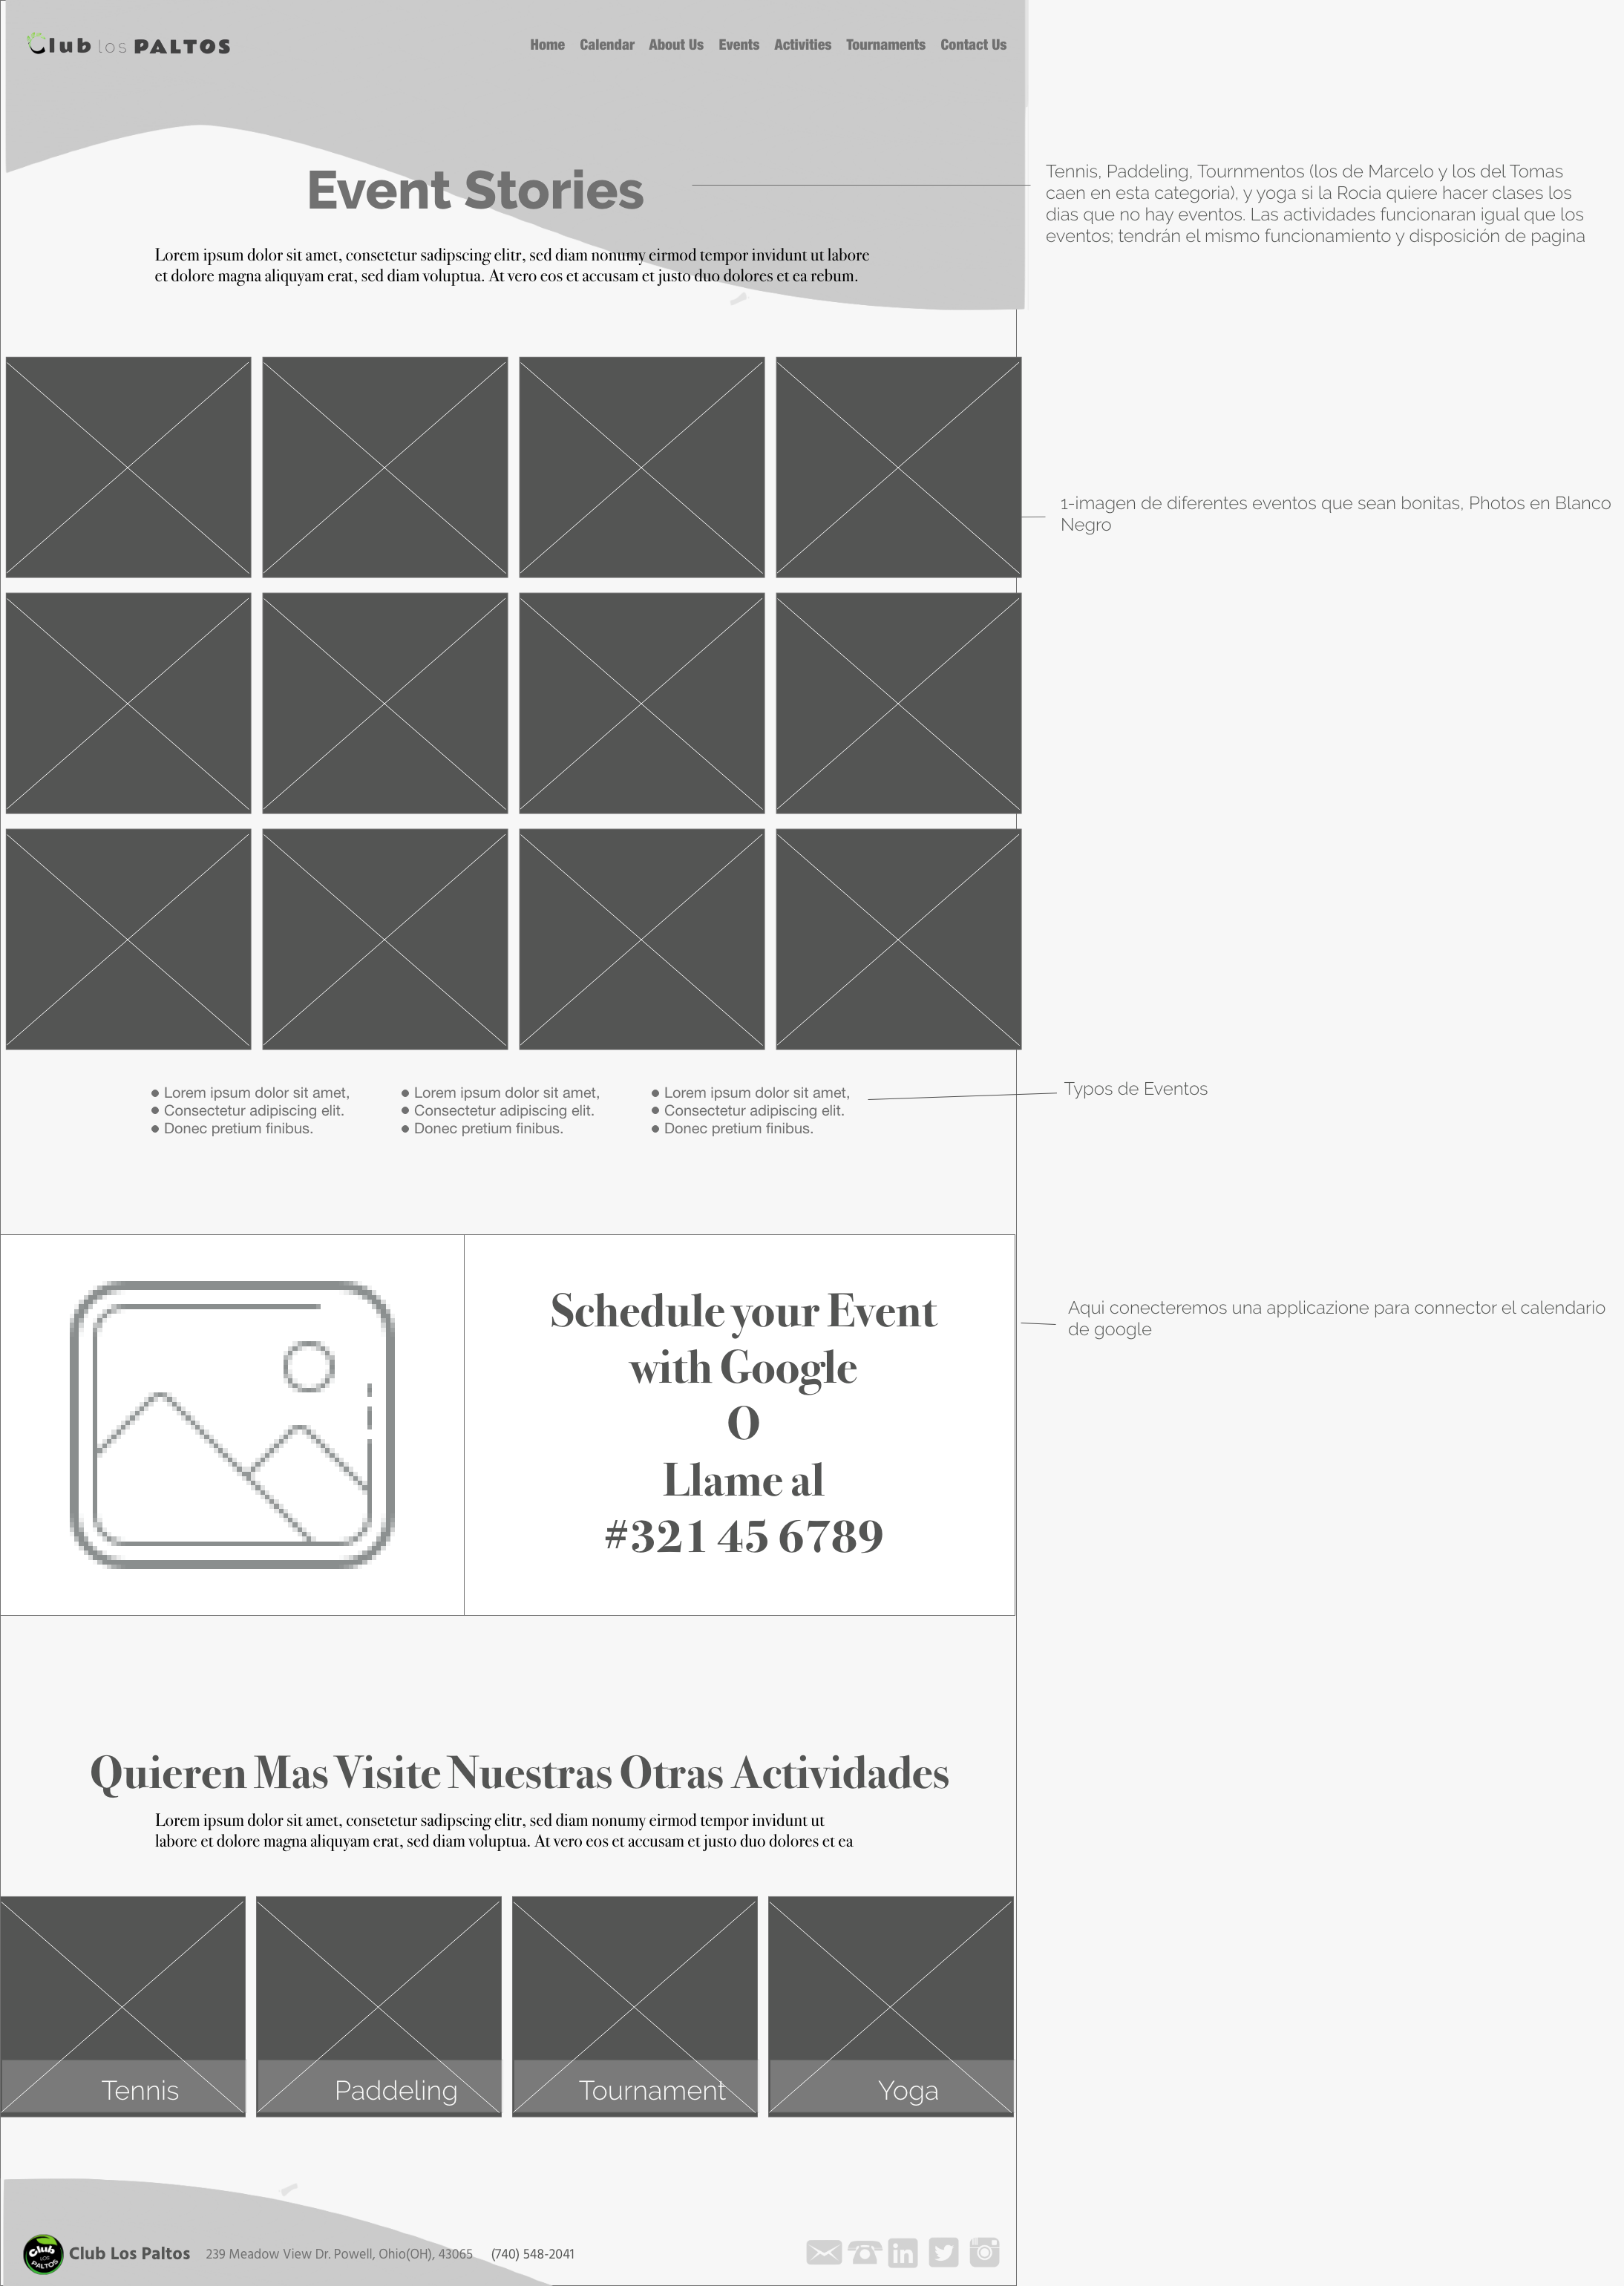 Club los PALTOS
Home Calendar About Us Events Activities Tournaments Contact Us
Event Stories
Tennis, Paddeling, Tournmentos (los de Marcelo y los del Tomas
caen en esta categoria), y yoga si la Rocia quiere hacer clases los
dias que no hay eventos. Las actividades funcionaran igual que los
eventos; tendrán el mismo funcionamiento y disposición de pagina
Lorem ipsum dolor sit amet, consetetur sadipscing elitr, sed diam nonumy eirmod tempor invidunt ut labore
et dolore magna aliquyam erat, sed diam voluptua. At vero eos et accusam et justo duo dolores et ea rebum.
1-imagen de diferentes eventos que sean bonitas, Photos en Blanco
Negro
Lorem ipsum dolor sit amet,
Consectetur adipiscing elit.
Donec pretium finibus.
Lorem ipsum dolor sit amet,
Consectetur adipiscing elit.
Donec pretium finibus.
Lorem ipsum dolor sit amet,
Consectetur adipiscing elit.
Donec pretium finibus.
Typos de Eventos
Schedule your Event
with Google
O
Llame al
#321 45 6789
Aqui conecteremos una applicazione para connector el calendario
de google
Quieren Mas Visite Nuestras Otras Actividades
Lorem ipsum dolor sit amet, consetetur sadipscing elitr, sed diam nonumy eirmod tempor invidunt ut
labore et dolore magna aliquyam erat, sed diam voluptua. At vero eos et accusam et justo duo dolores et ea
Tennis
Paddeling
Tournament
Yoga
Club
LOS
PALTOS
Club Los Paltos 239 Meadow View Dr. Powell, Ohio(OH), 43065 (740) 548-2041
in